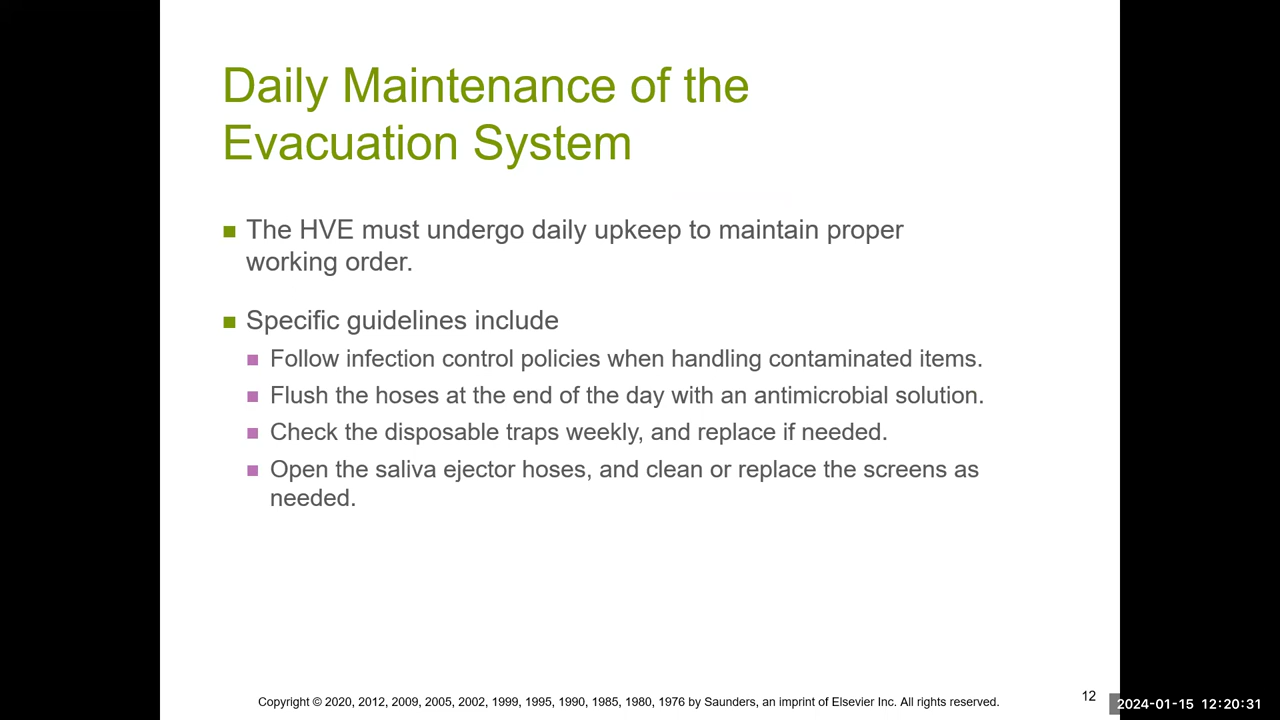 Daily Maintenance of the
Evacuation System
The HVE must undergo daily upkeep to maintain proper
working order.
Specific guidelines include
Follow infection control policies when handling contaminated items.
Flush the hoses at the end of the day with an antimicrobial solution.
Check the disposable traps weekly, and replace if needed.
Open the saliva ejector hoses, and clean or replace the screens as
needed.
Copyright © 2020, 2012, 2009, 2005, 2002, 1999, 1995, 1990, 1985, 1980, 1976 by Saunders, an imprint of Elsevier Inc. All rights reserved.
12
2024-01-15 12:20:31